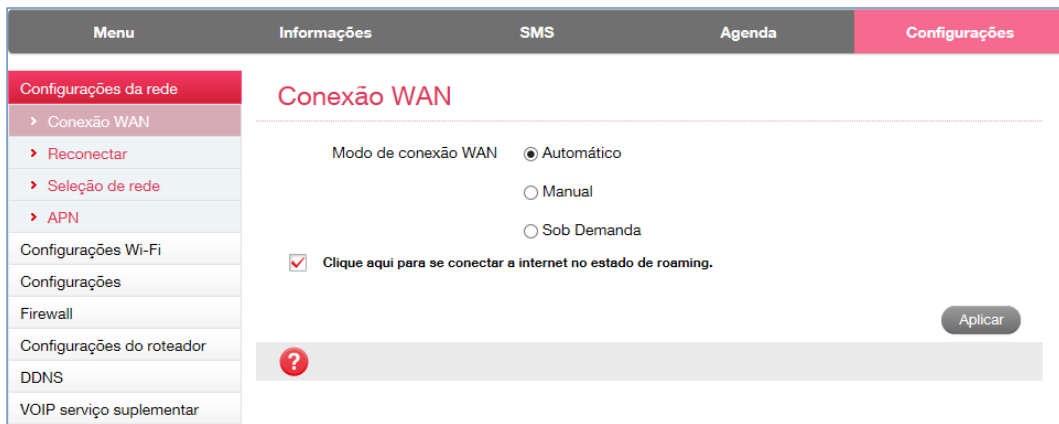 Menu Informações SMS Agenda Configurações
Configurações da rede
Conexão WAN
Reconectar
Seleção de rede
APN
Configurações Wi-Fi
Configurações
Firewall
Configurações do roteador
DDNS
VOIP serviço suplementar
Conexão WAN
Modo de conexão WAN Automático
Manual
Sob Demanda
Clique aqui para se conectar a internet no estado de roaming.
Aplicar
?